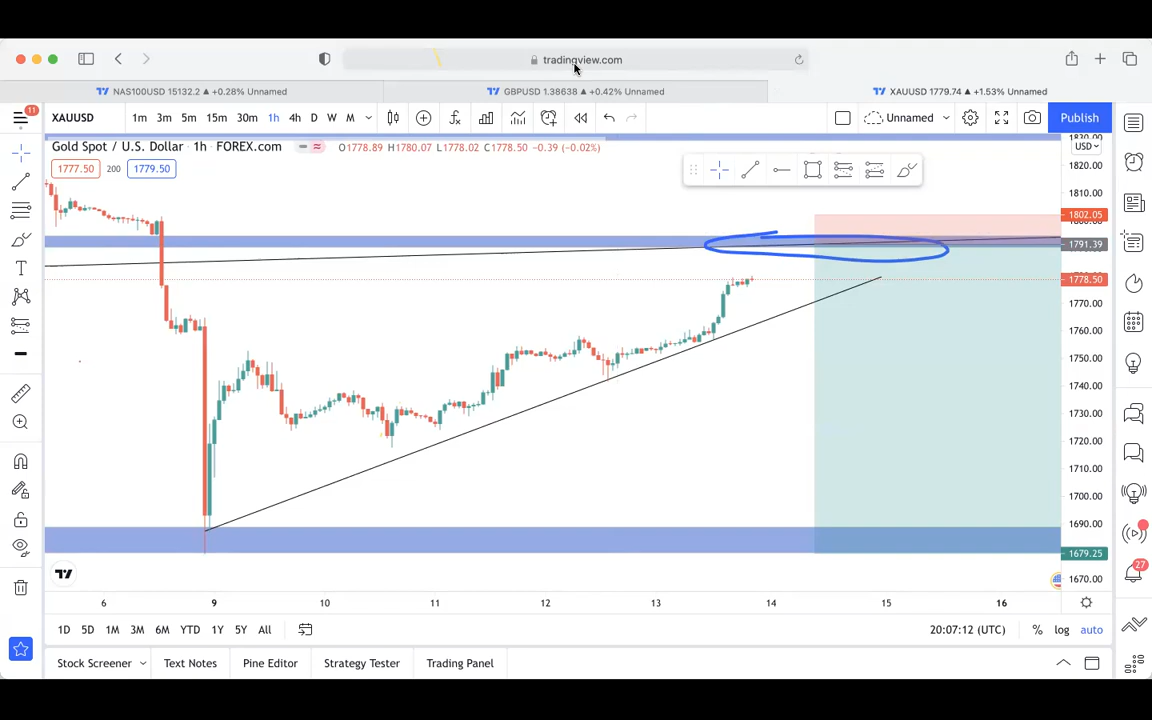 tradingview.com
NAS100USD 15132.2 ▲ +0.28% Unnamed
GBPUSD 1.38638 ▲ +0.42% Unnamed
XAUUSD 1779.74 ▲ +1.53% Unnamed
11
XAUUSD 1m 3m 5m 15m 30m 1h 4h D W M Unnamed Publish
Gold Spot / U.S. Dollar · 1h · FOREX.com O1778.89 H1780.07 L1778.02 C1778.50 -0.39 (-0.02%)
1777.50 200 1779.50
1830.00
USD
1820.00
1810.00
1802.05
1791.39
1778.50
1770.00
1760.00
1750.00
1740.00
1730.00
1720.00
1710.00
1700.00
1690.00
1679.25
1670.00
27
6 9 10 11 12 13 14 15 16
1D 5D 1M 3M 6M YTD 1Y 5Y All 20:07:12 (UTC) % log auto
Stock Screener Text Notes Pine Editor Strategy Tester Trading Panel